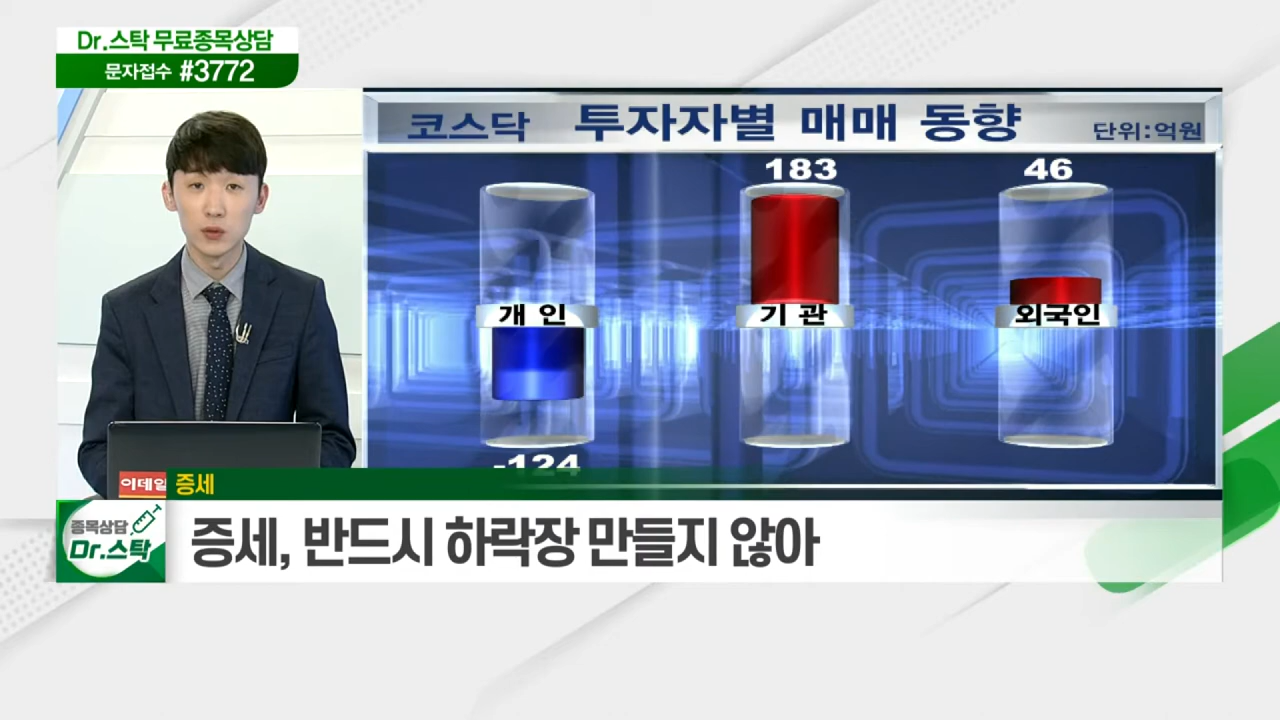 Dr.스탁 무료종목상담
문자접수 #3772
코스닥 투자자별 매매 동향 단위:억원
183 46
개인 기관 외국인
-124
이데일 증세
종목상담
Dr.스탁
증세, 반드시 하락장 만들지 않아